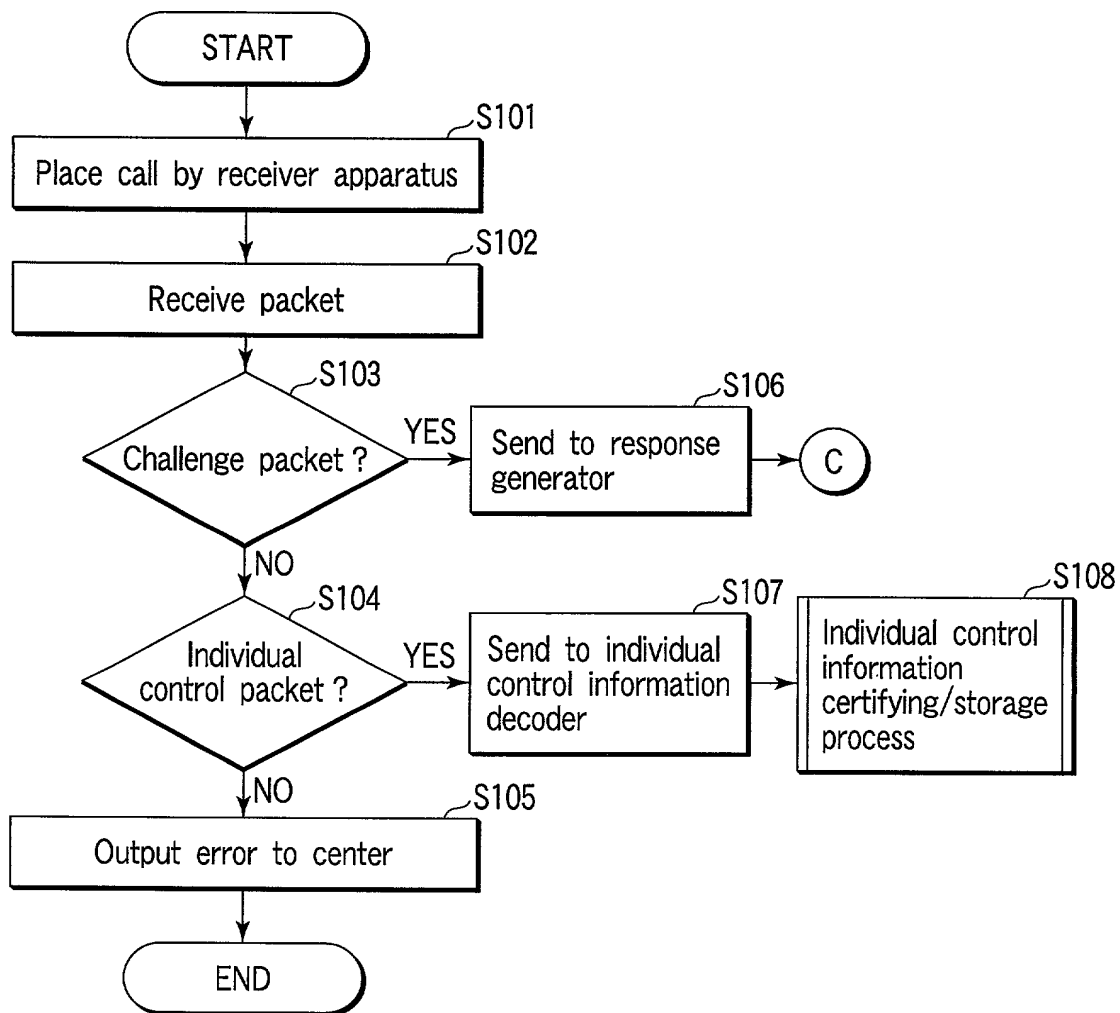 START
S101
Place call by receiver apparatus
S102
Receive packet
S103
Challenge packet ?
YES
S106
Send to response
generator
C
NO
S104
Individual
control packet ?
YES
S107
Send to individual
control information
decoder
S108
Individual control
information
certifying/storage
process
NO
S105
Output error to center
END